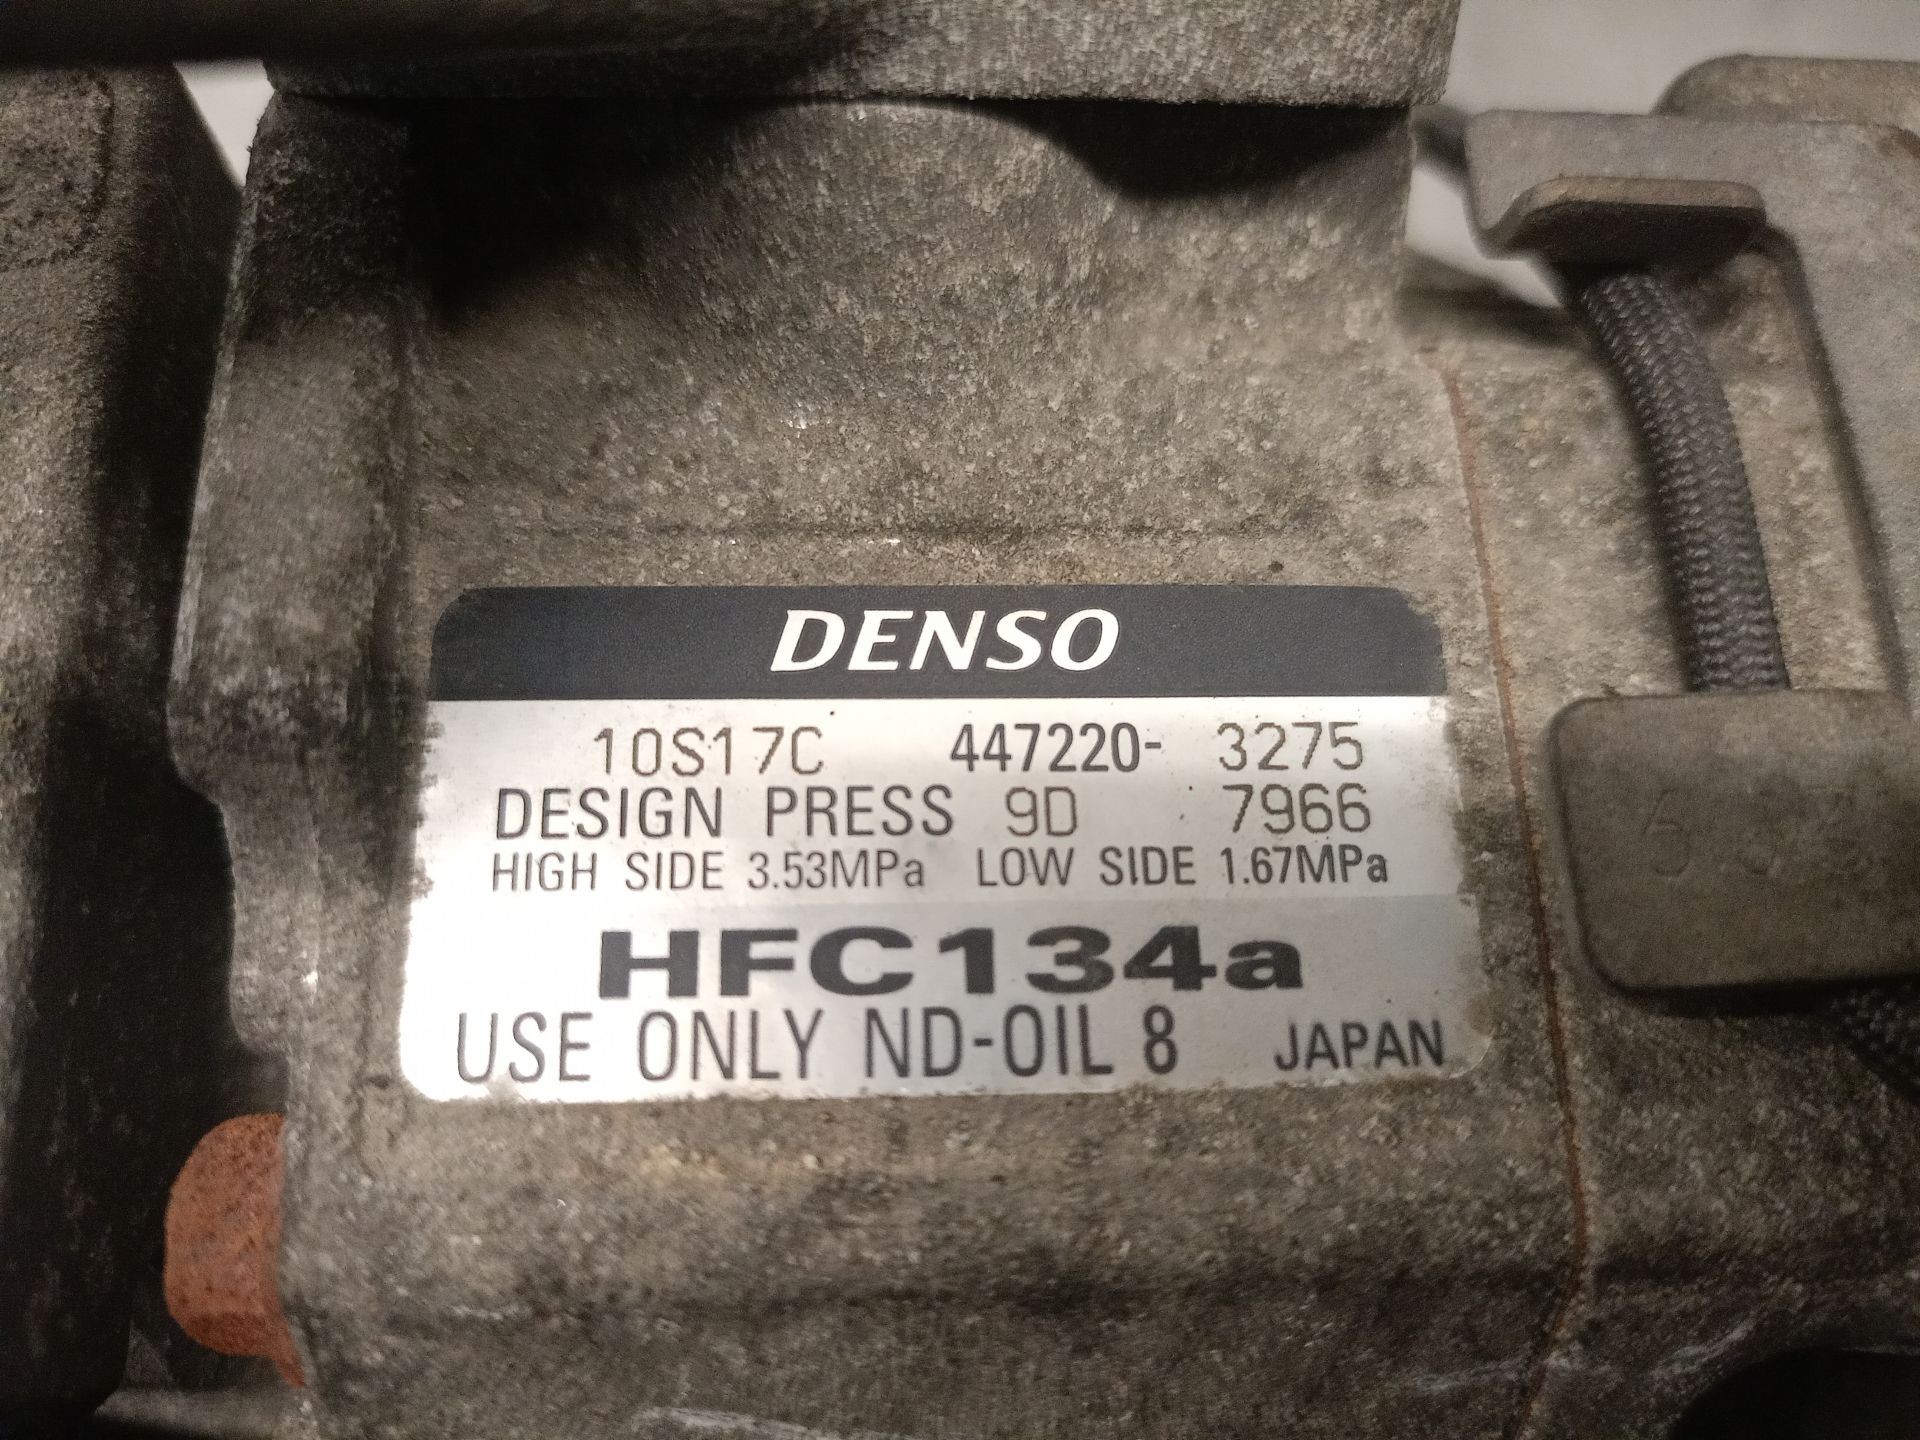 DENSO
10S17C 447220- 3275
DESIGN PRESS 9D 7966
HIGH SIDE 3.53MPa LOW SIDE 1.67MPa
HFC134a
USE ONLY ND-OIL 8 JAPAN